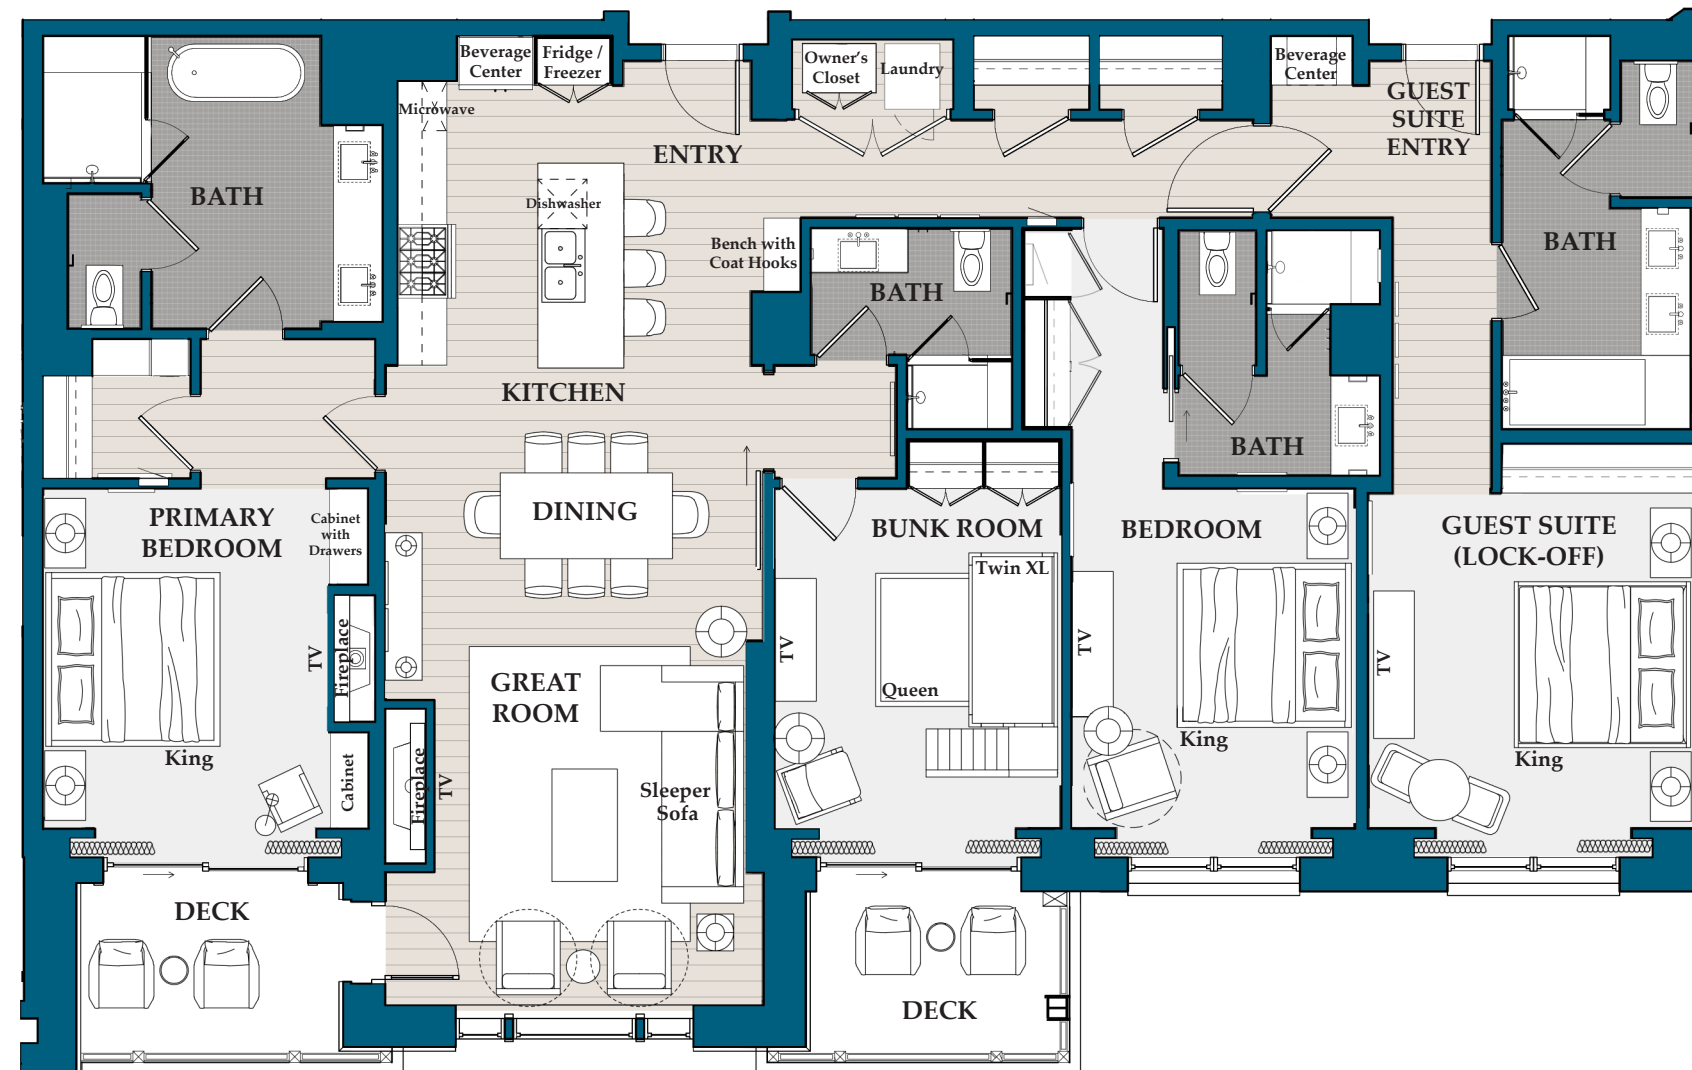 Beverage
Center
Fridge /
Freezer
Owner's
Closet
Laundry
Beverage
Center
Microwave
GUEST
SUITE
ENTRY
ENTRY
BATH
Dishwasher
Bench with
Coat Hooks
BATH
BATH
KITCHEN
BATH
PRIMARY
BEDROOM
Cabinet
with
Drawers
DINING
BUNK ROOM
BEDROOM
GUEST SUITE
(LOCK-OFF)
Twin XL
TV
Fireplace
TV
TV
TV
GREAT
ROOM
Queen
King
King
King
Cabinet
Fireplace
TV
Sleeper
Sofa
DECK
DECK